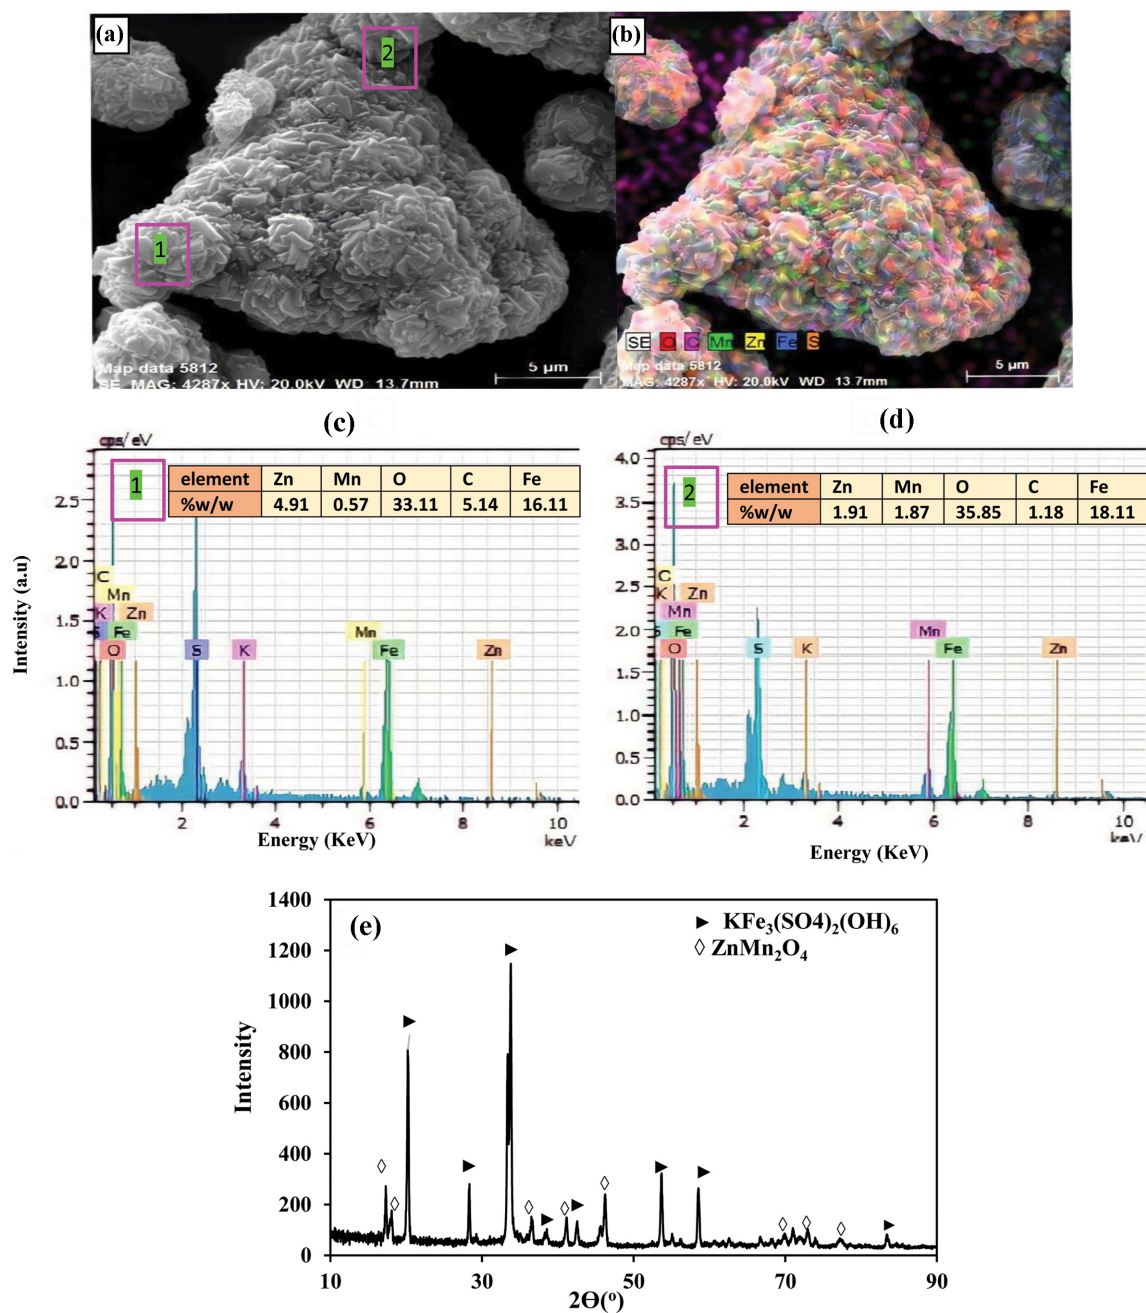 (a)
2
1
Map data 5812
SE MAG: 4287x HV: 20.0kV WD 13.7mm
5 µm
(b)
SE O C Mn Zn Fe S
Map data 5812
SE MAG: 4287x HV: 20.0kV WD 13.7mm
5 µm
(c)
cps/eV
1
element Zn Mn O C Fe
%w/w 4.91 0.57 33.11 5.14 16.11
2.5
2.0
1.5
1.0
0.5
0.0
C
Mn
K Zn
S Fe
O S K Mn Fe Zn
2 4 6 8 10
keV
Energy (KeV)
Intensity (a.u)
(d)
cps/eV
2
element Zn Mn O C Fe
%w/w 1.91 1.87 35.85 1.18 18.11
4.0
3.5
3.0
2.5
2.0
1.5
1.0
0.5
0.0
C
K Zn
Mn
S Fe Mn
O S K Fe Zn
2 4 6 8 10
keV
Energy (KeV)
(e)
KFe₃(SO4)₂(OH)₆
ZnMn₂O₄
1400
1200
1000
800
600
400
200
0
Intensity
10 30 50 70 90
2Ө(º)